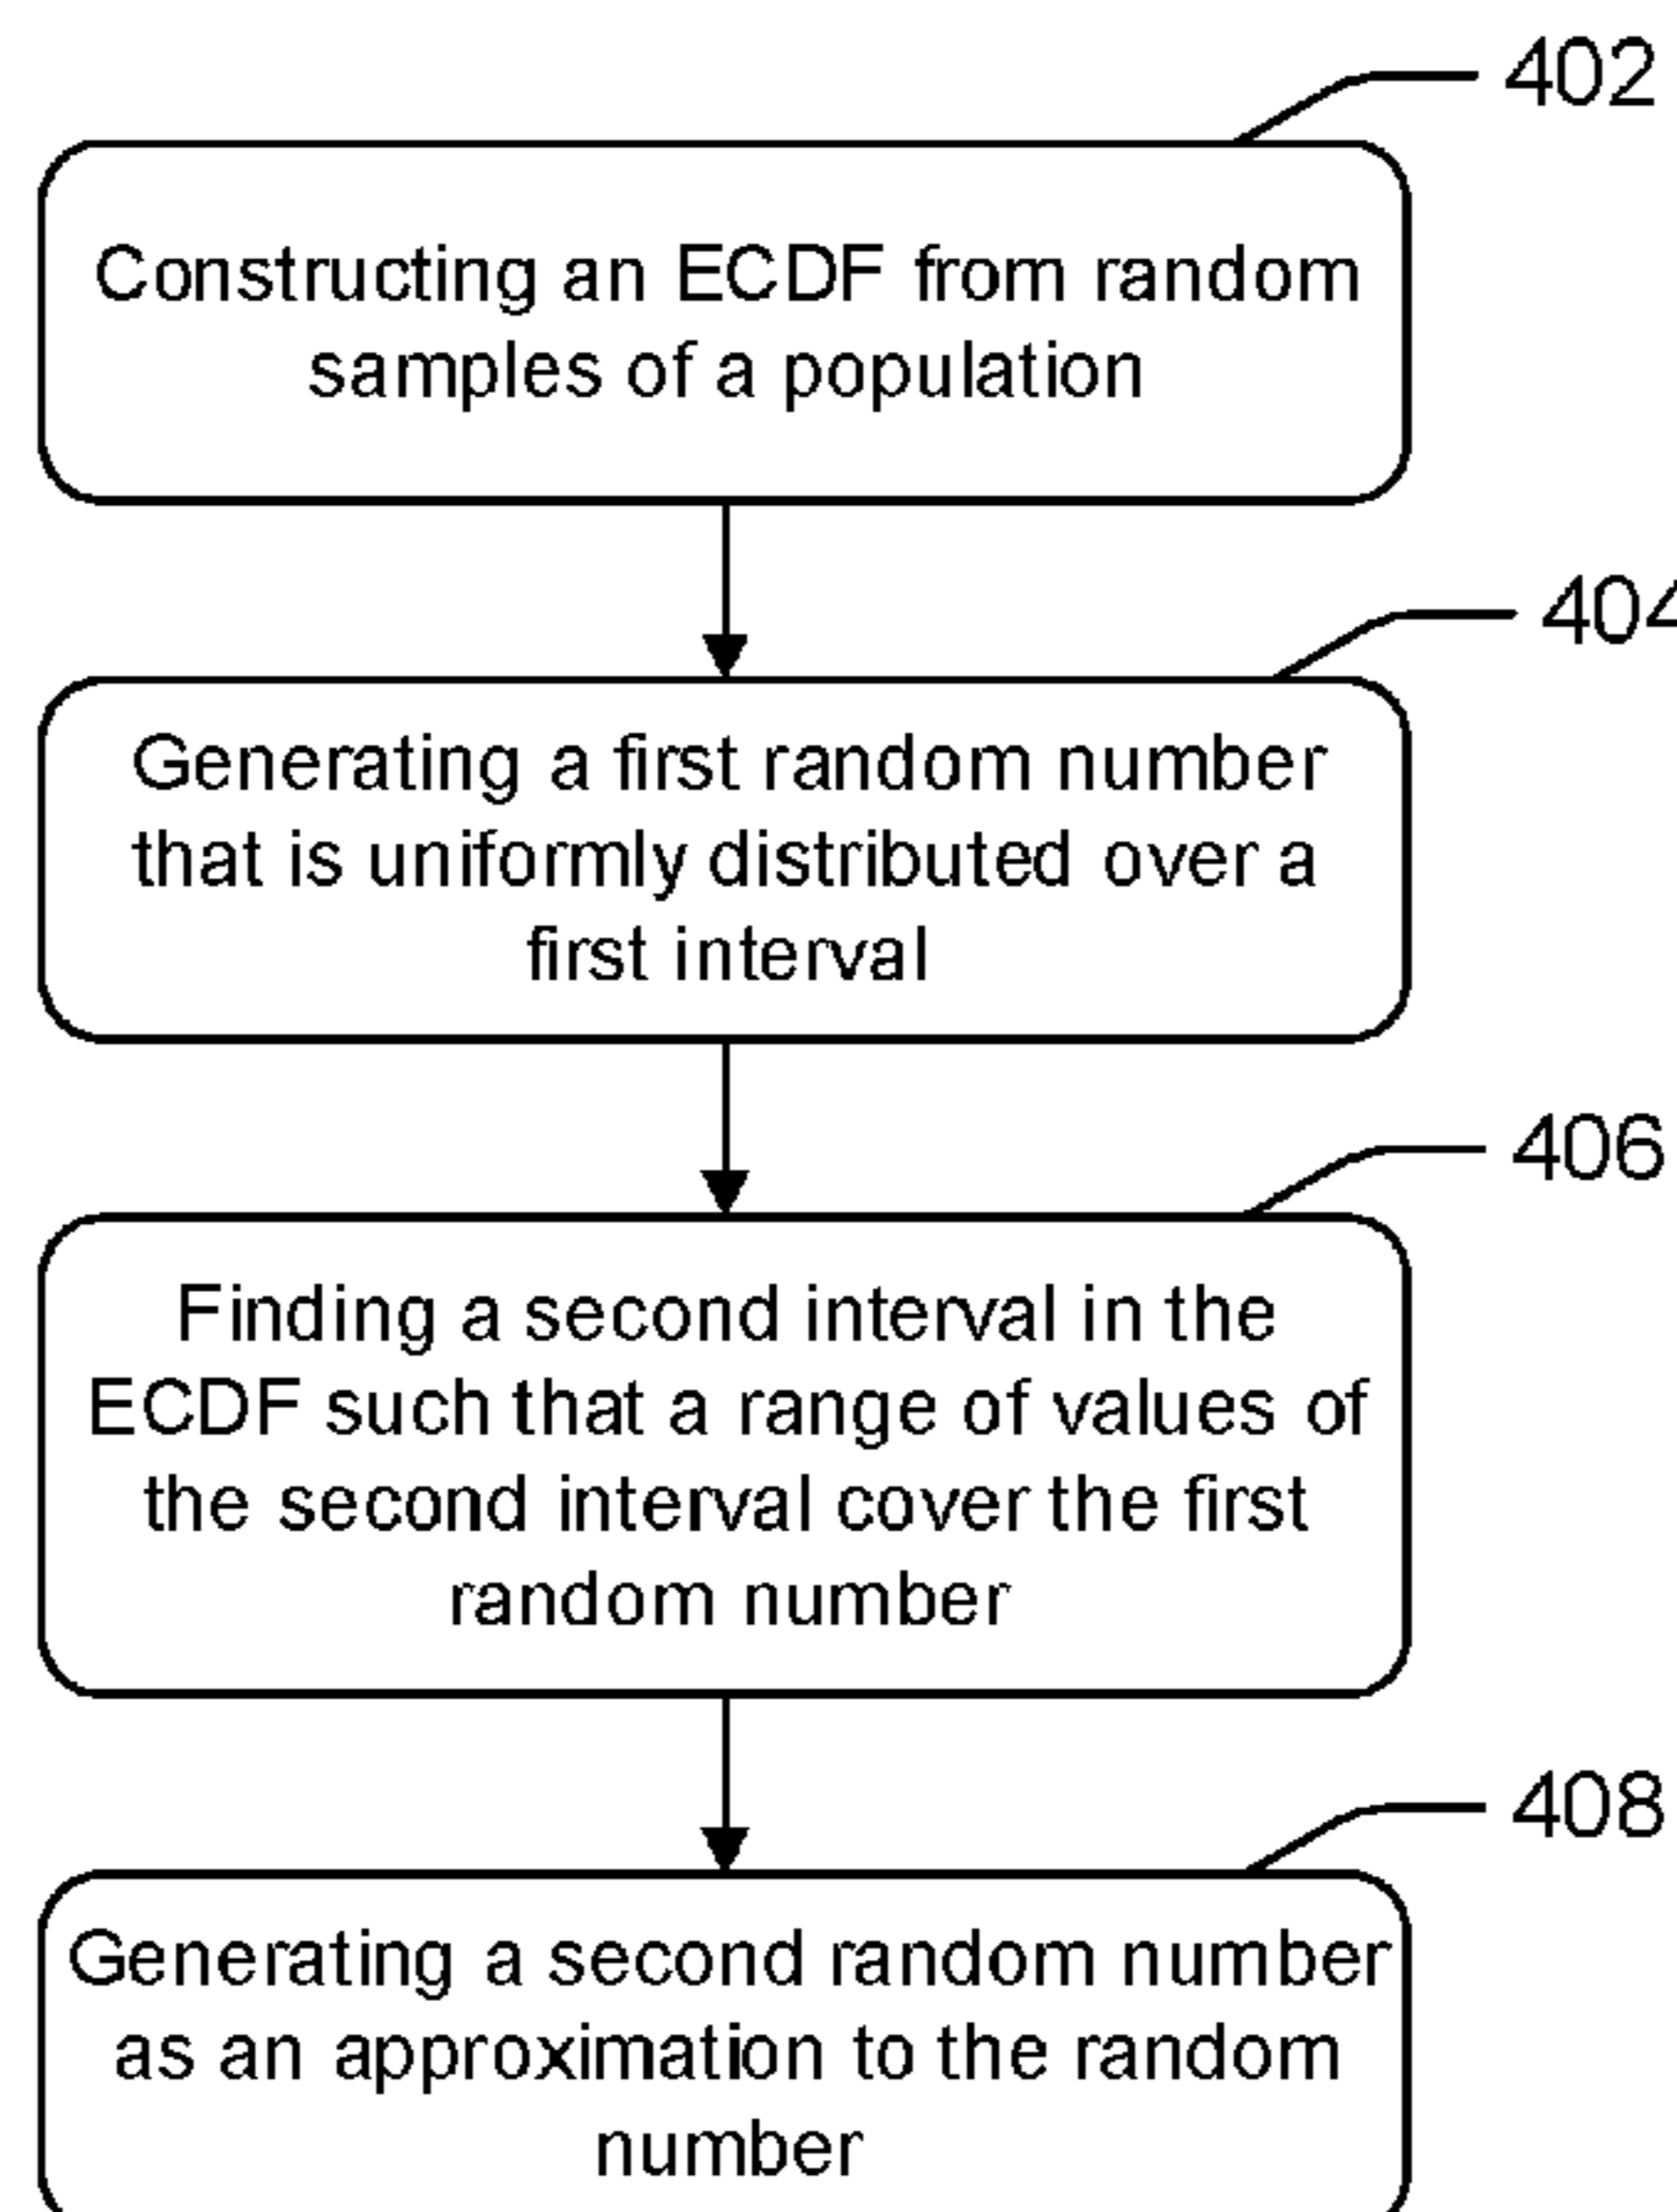 402
Constructing an ECDF from random
samples of a population
404
Generating a first random number
that is uniformly distributed over a
first interval
406
Finding a second interval in the
ECDF such that a range of values of
the second interval cover the first
random number
408
Generating a second random number
as an approximation to the random
number